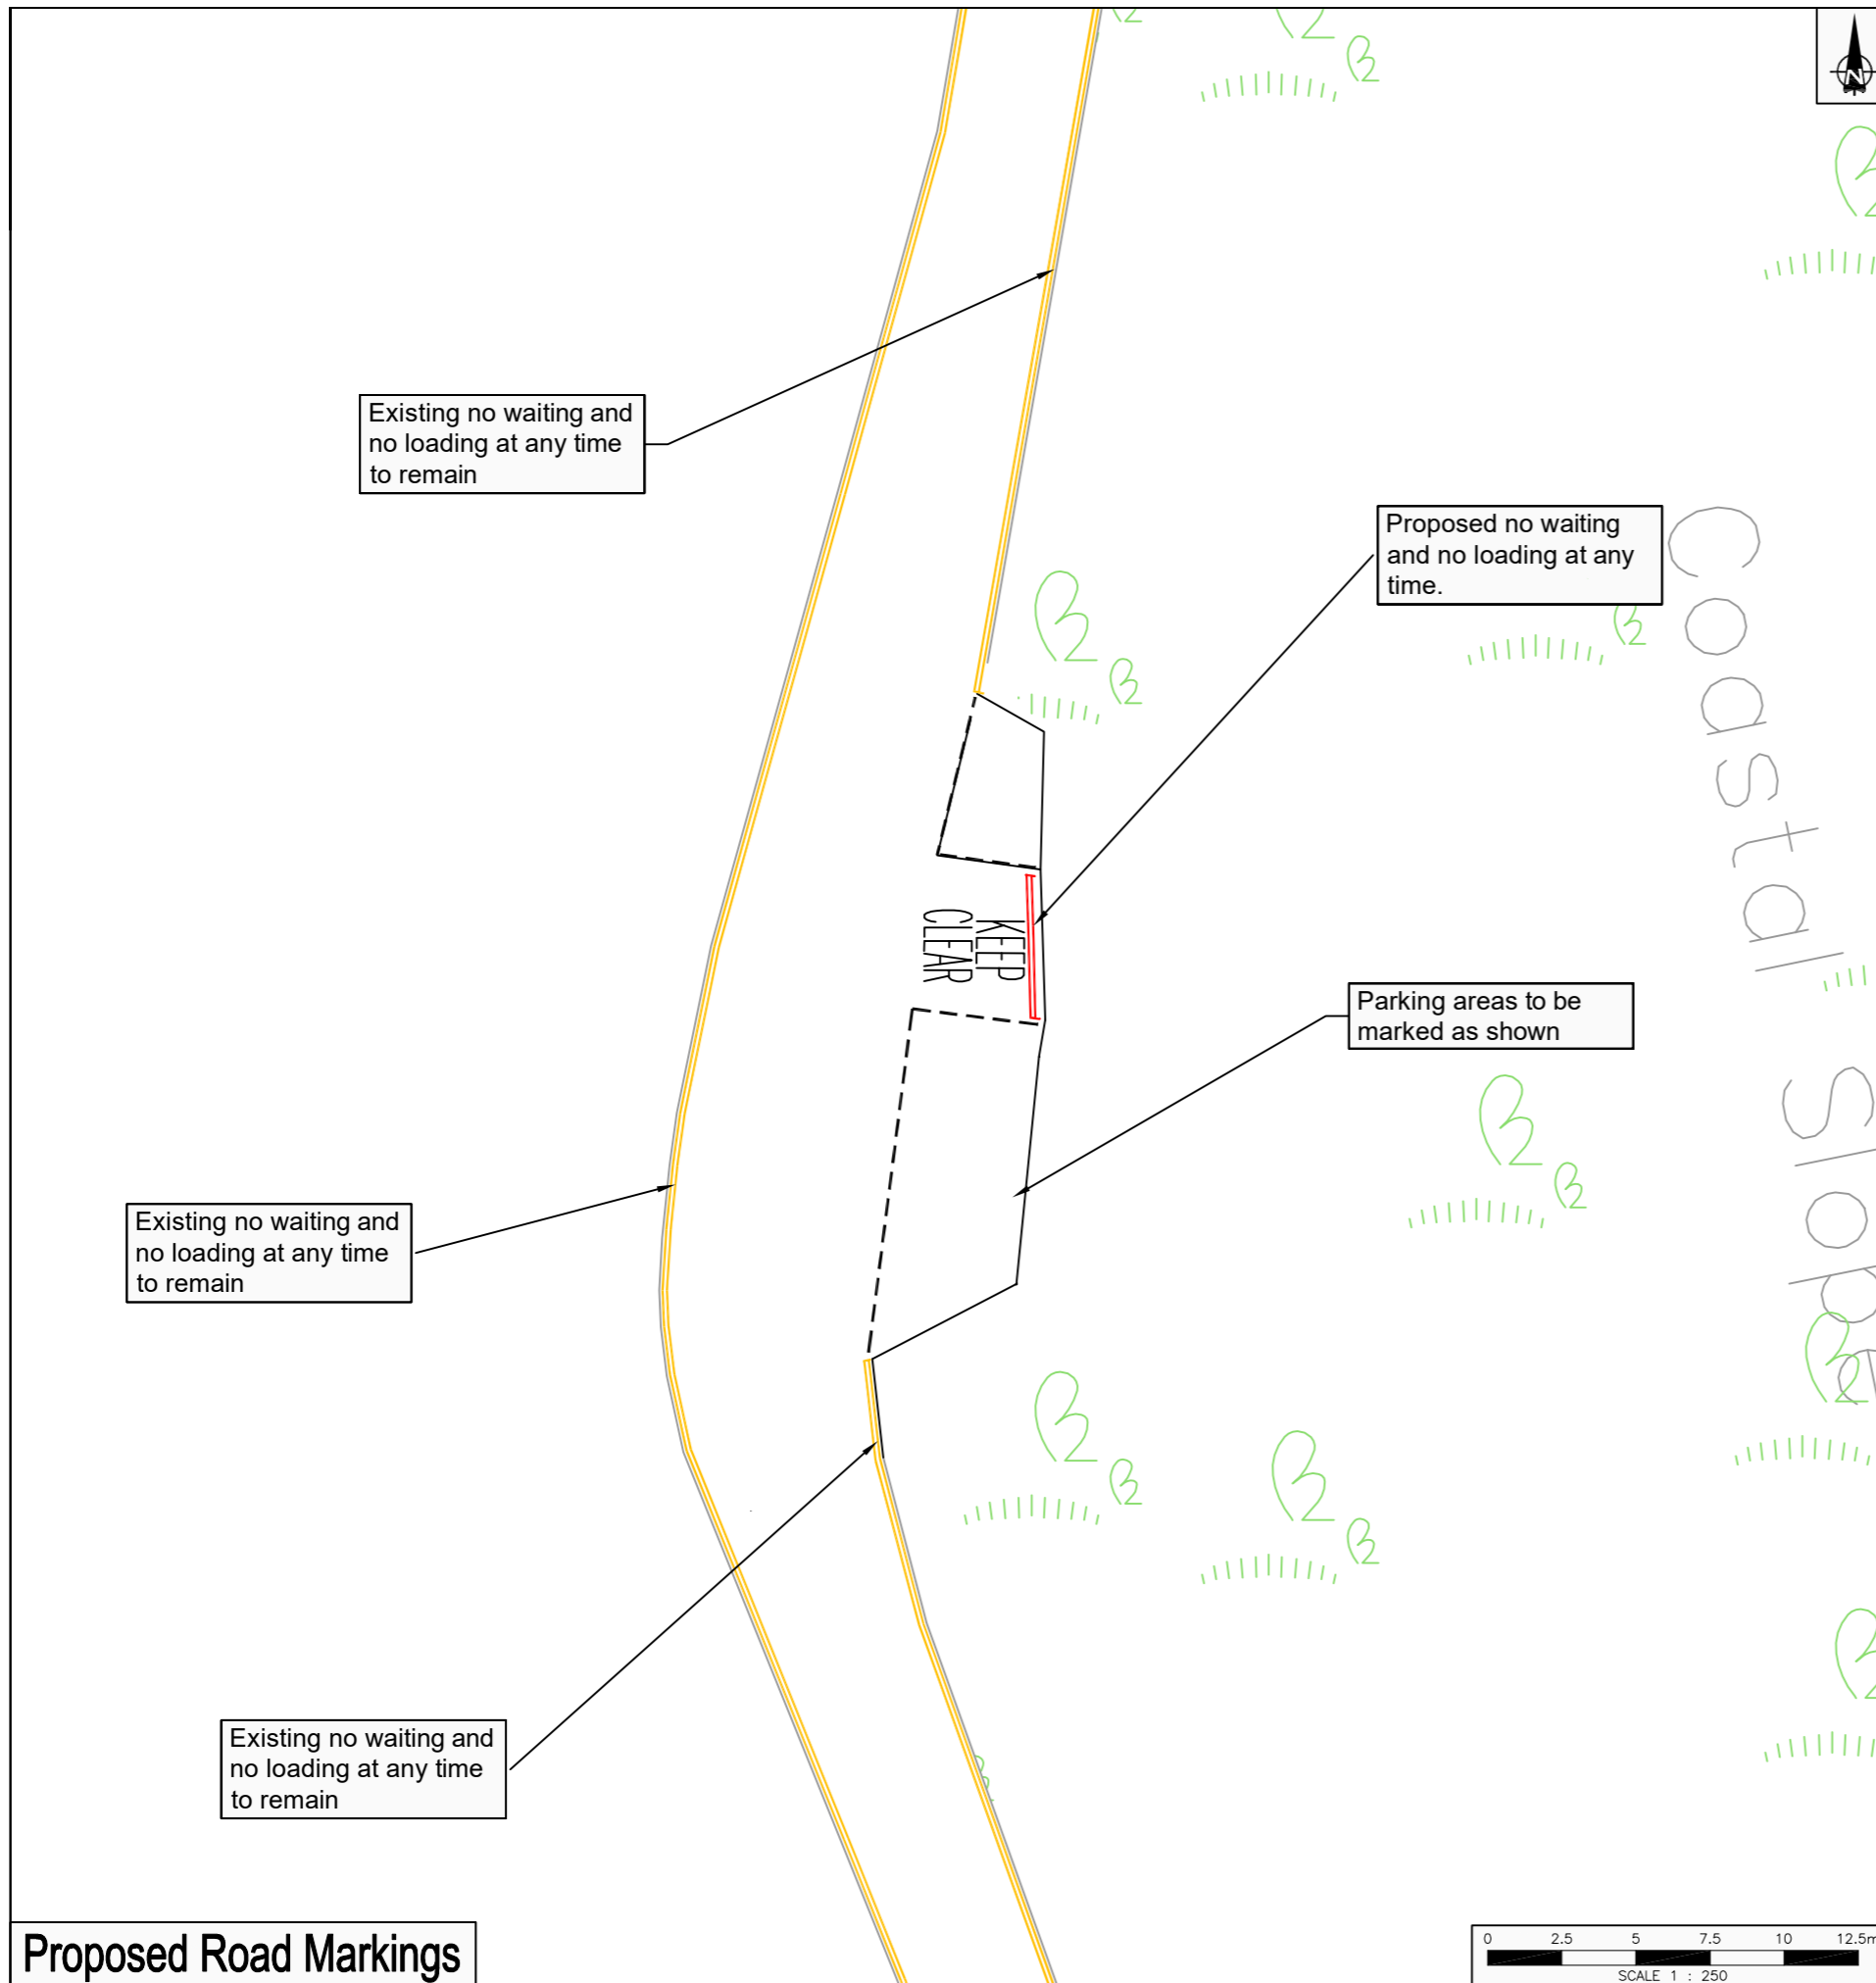 N
Existing no waiting and
no loading at any time
to remain
Proposed no waiting
and no loading at any
time.
Coastal Slope
KEEP
CLEAR
Parking areas to be
marked as shown
Existing no waiting and
no loading at any time
to remain
Existing no waiting and
no loading at any time
to remain
Proposed Road Markings
0 2.5 5 7.5 10 12.5m
SCALE 1 : 250